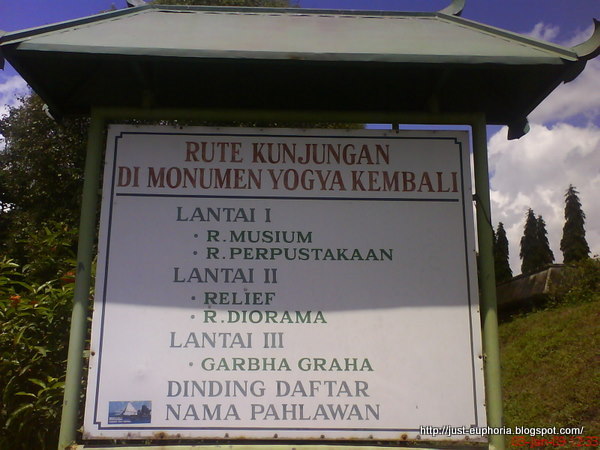 RUTE KUNJUNGAN
DI MONUMEN YOGYA KEMBALI
LANTAI I
• R. MUSIUM
• R. PERPUSTAKAAN
LANTAI II
• RELIEF
• R. DIORAMA
LANTAI III
• GARBHA GRAHA
DINDING DAFTAR
NAMA PAHLAWAN
http://just-euphoria.blogspot.com/